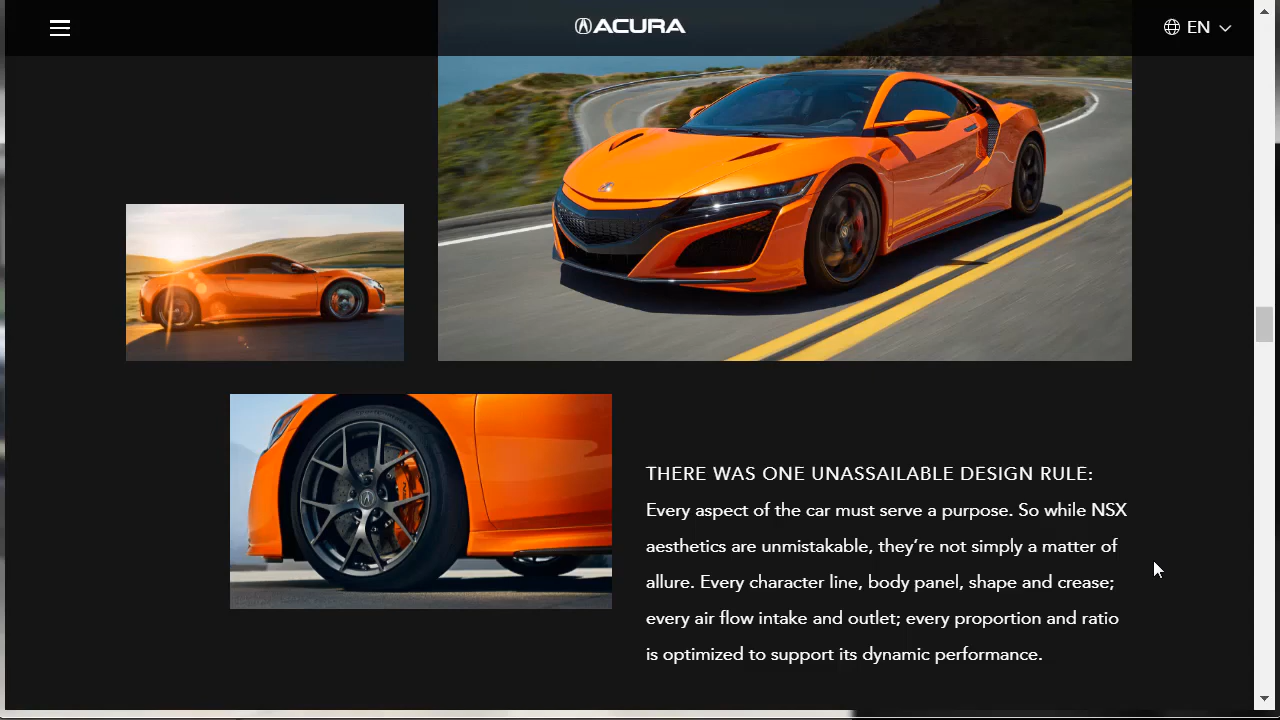 ACURA
EN
THERE WAS ONE UNASSAILABLE DESIGN RULE:
Every aspect of the car must serve a purpose. So while NSX
aesthetics are unmistakable, they’re not simply a matter of
allure. Every character line, body panel, shape and crease;
every air flow intake and outlet; every proportion and ratio
is optimized to support its dynamic performance.